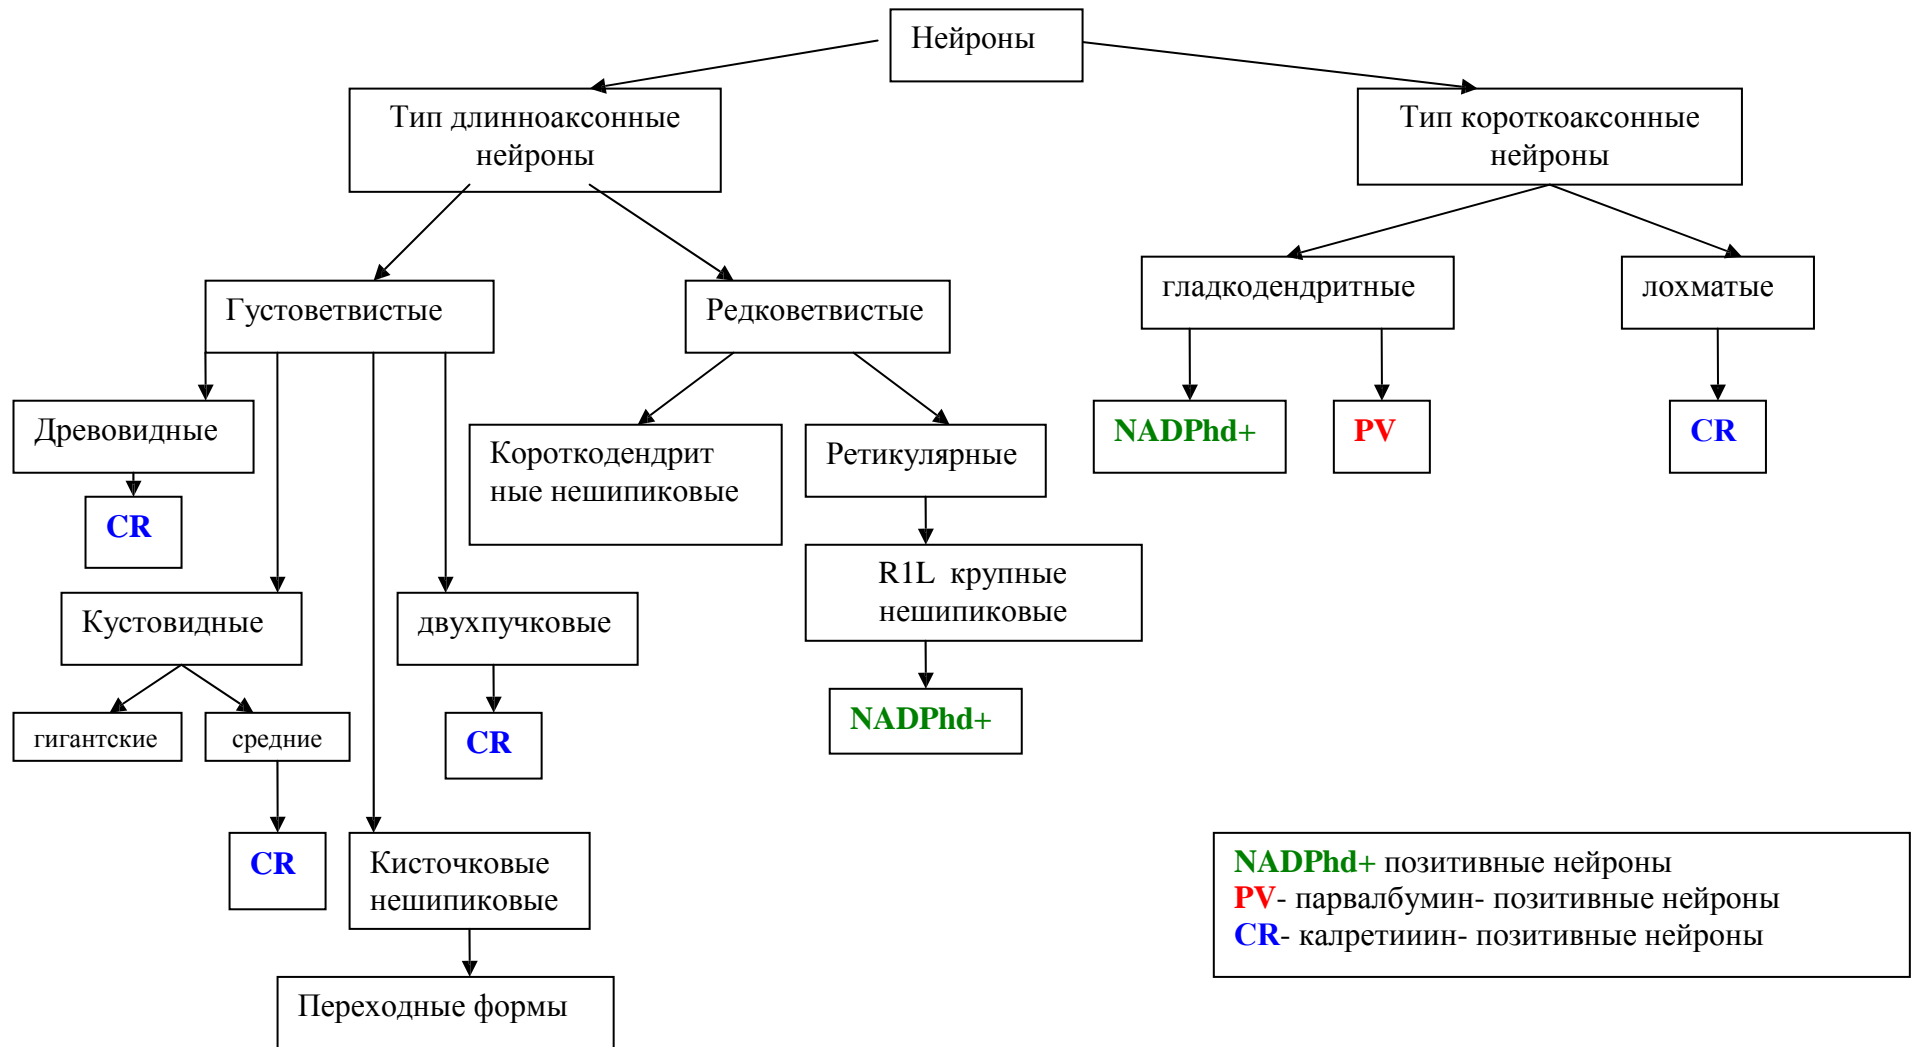 Нейроны
Тип длинноаксонные
нейроны
Тип короткоаксонные
нейроны
Густоветвистые
Редковетвистые
гладкодендритные
лохматые
Древовидные
CR
Короткодендрит
ные нешипиковые
Ретикулярные
NADPhd+
PV
CR
R1L крупные
нешипиковые
Кустовидные
двухпучковые
гигантские
средние
CR
NADPhd+
CR
Кисточковые
нешипиковые
Переходные формы
NADPhd+ позитивные нейроны
PV- парвалбумин- позитивные нейроны
CR- калретииин- позитивные нейроны